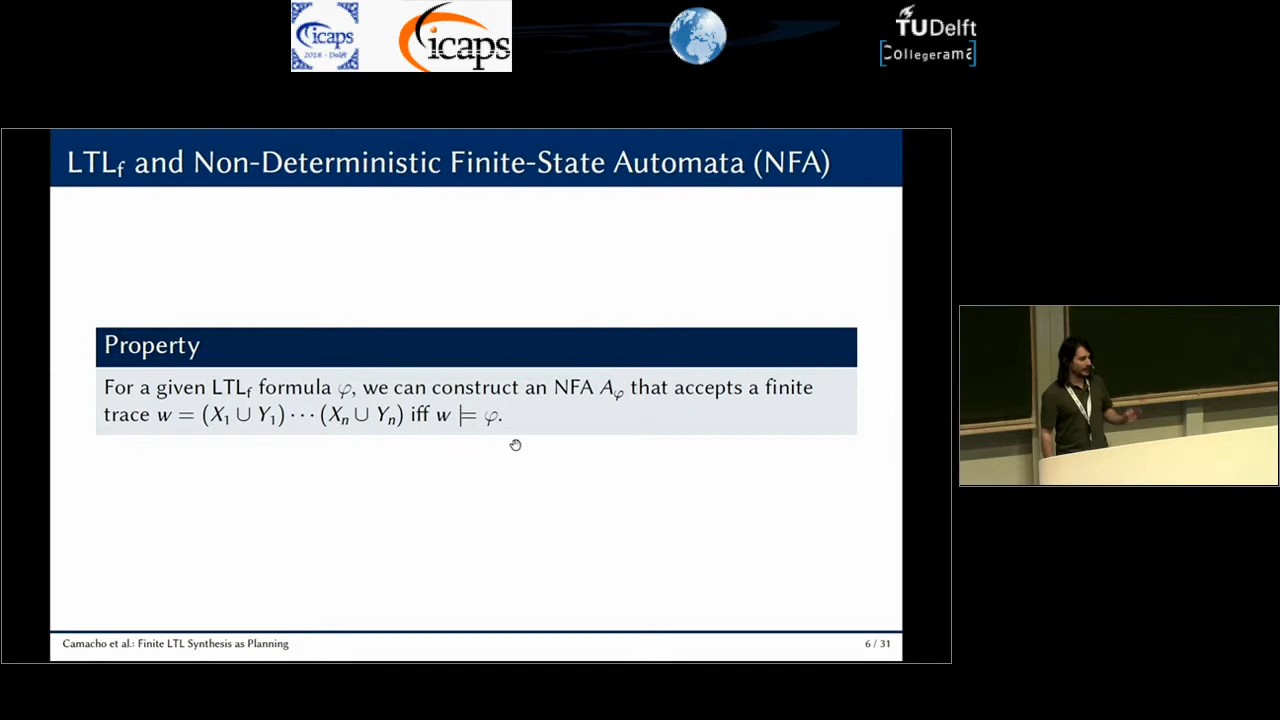 icaps
2018 · Delft
icaps
TUDelft
Collegerama
LTLf and Non-Deterministic Finite-State Automata (NFA)
Property
For a given LTLf formula φ, we can construct an NFA Aφ that accepts a finite
trace w = (X1 ∪ Y1) ··· (Xn ∪ Yn) iff w ⊨ φ.
Camacho et al.: Finite LTL Synthesis as Planning
6 / 31